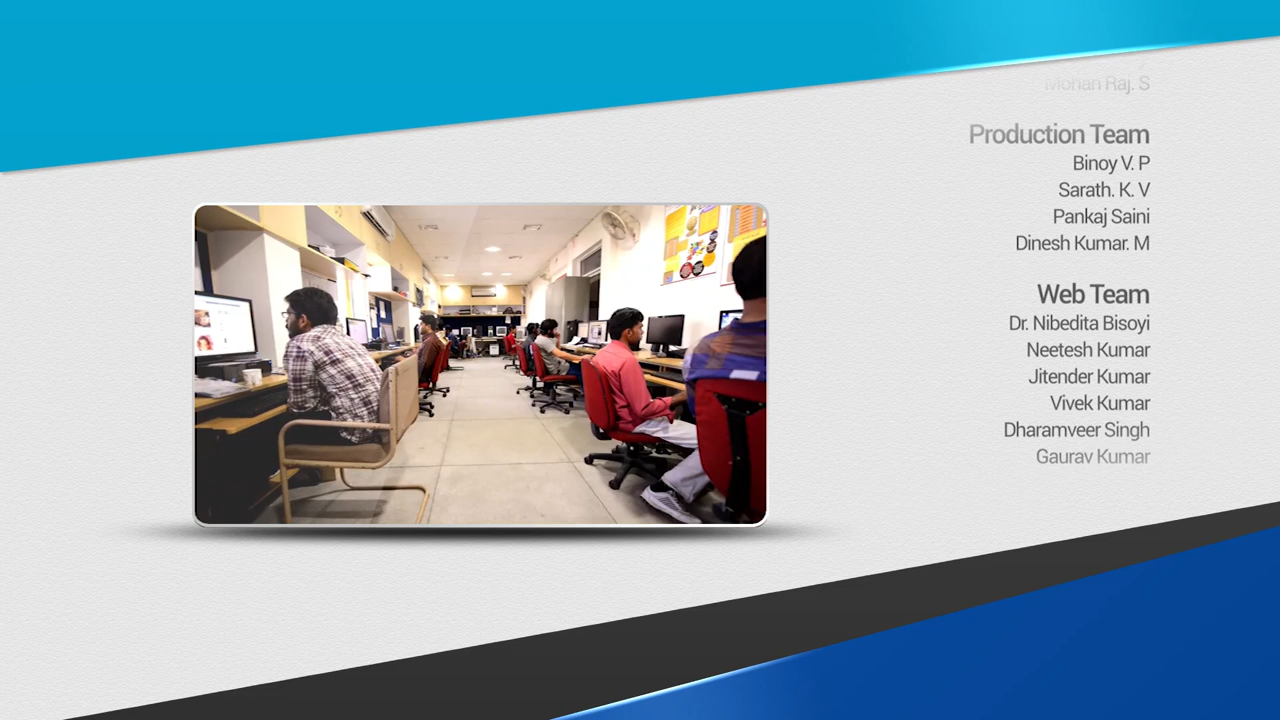 Mohan Raj. S
Production Team
Binoy V. P
Sarath. K. V
Pankaj Saini
Dinesh Kumar. M
Web Team
Dr. Nibedita Bisoyi
Neetesh Kumar
Jitender Kumar
Vivek Kumar
Dharamveer Singh
Gaurav Kumar